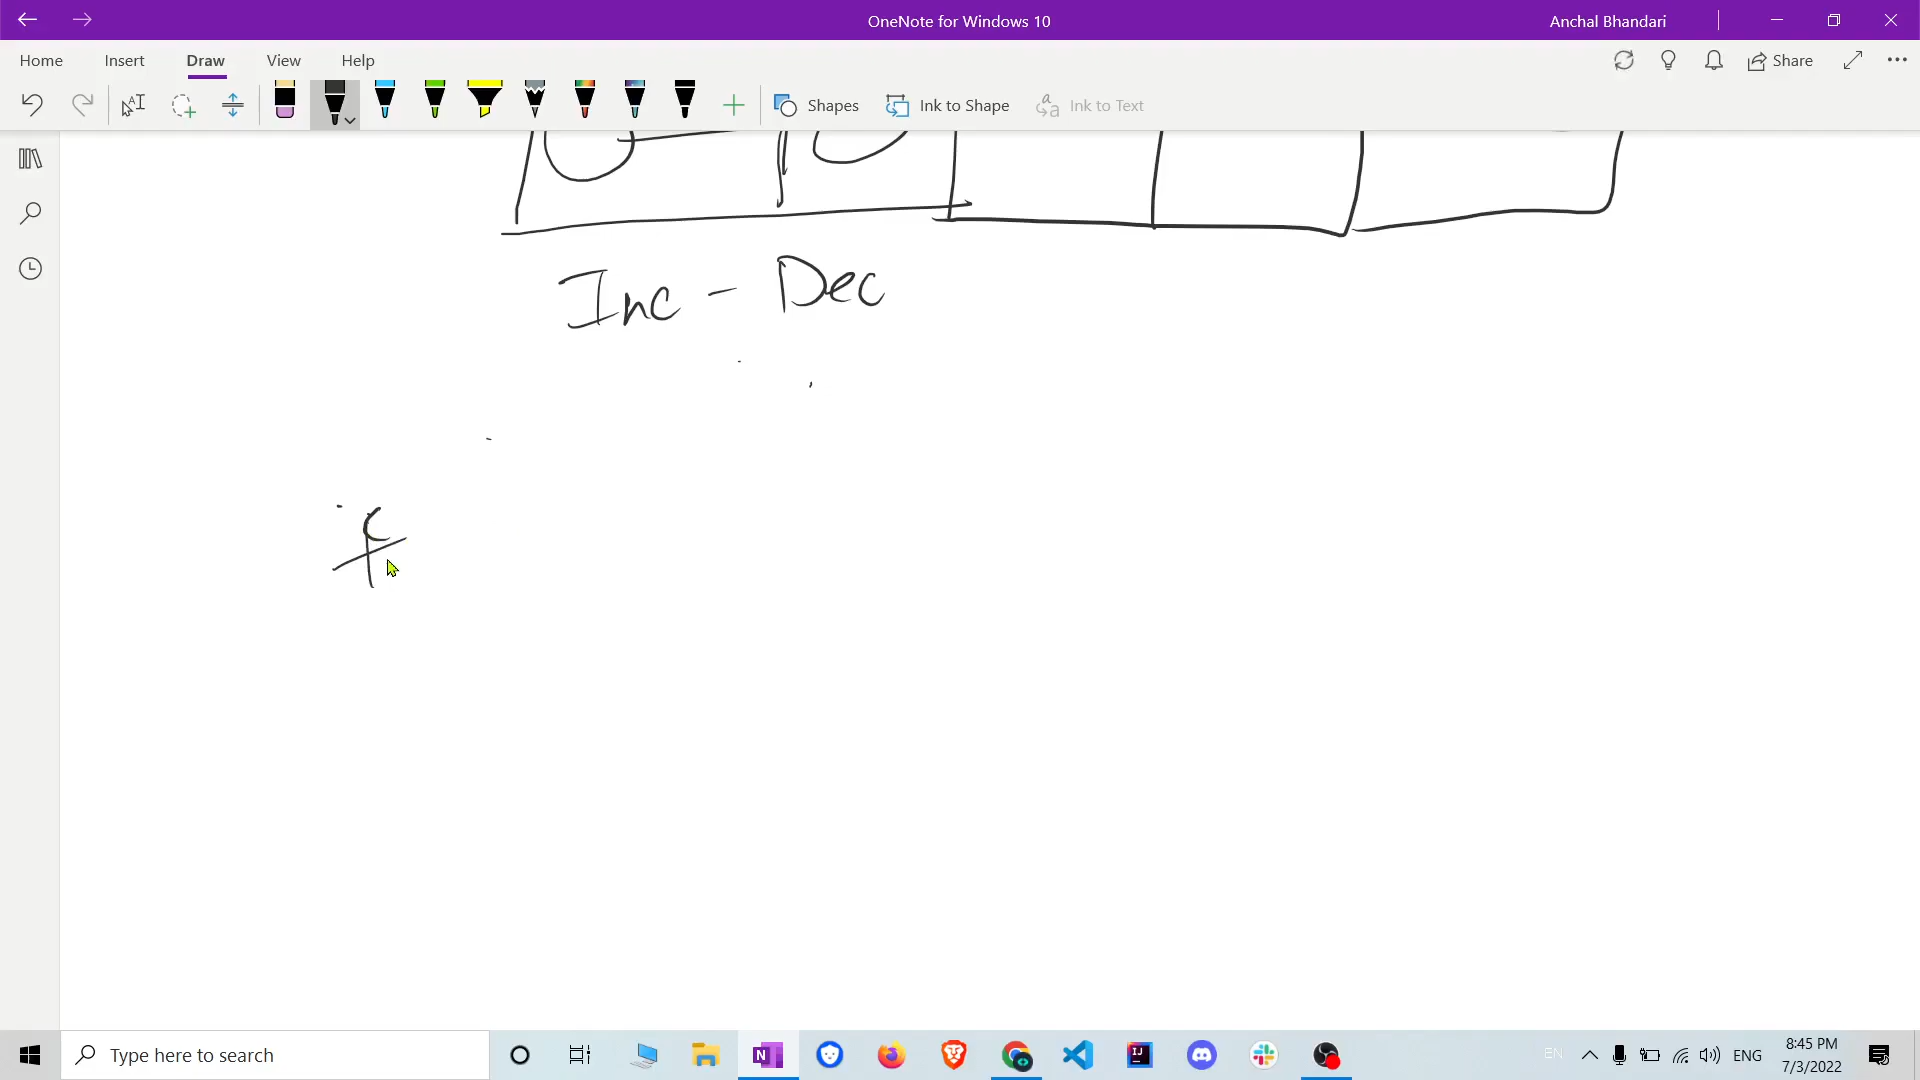 OneNote for Windows 10
Anchal Bhandari
Home Insert Draw View Help
Share
Shapes Ink to Shape Ink to Text
Inc - Dec
Type here to search
EN
ENG
8:45 PM
7/3/2022